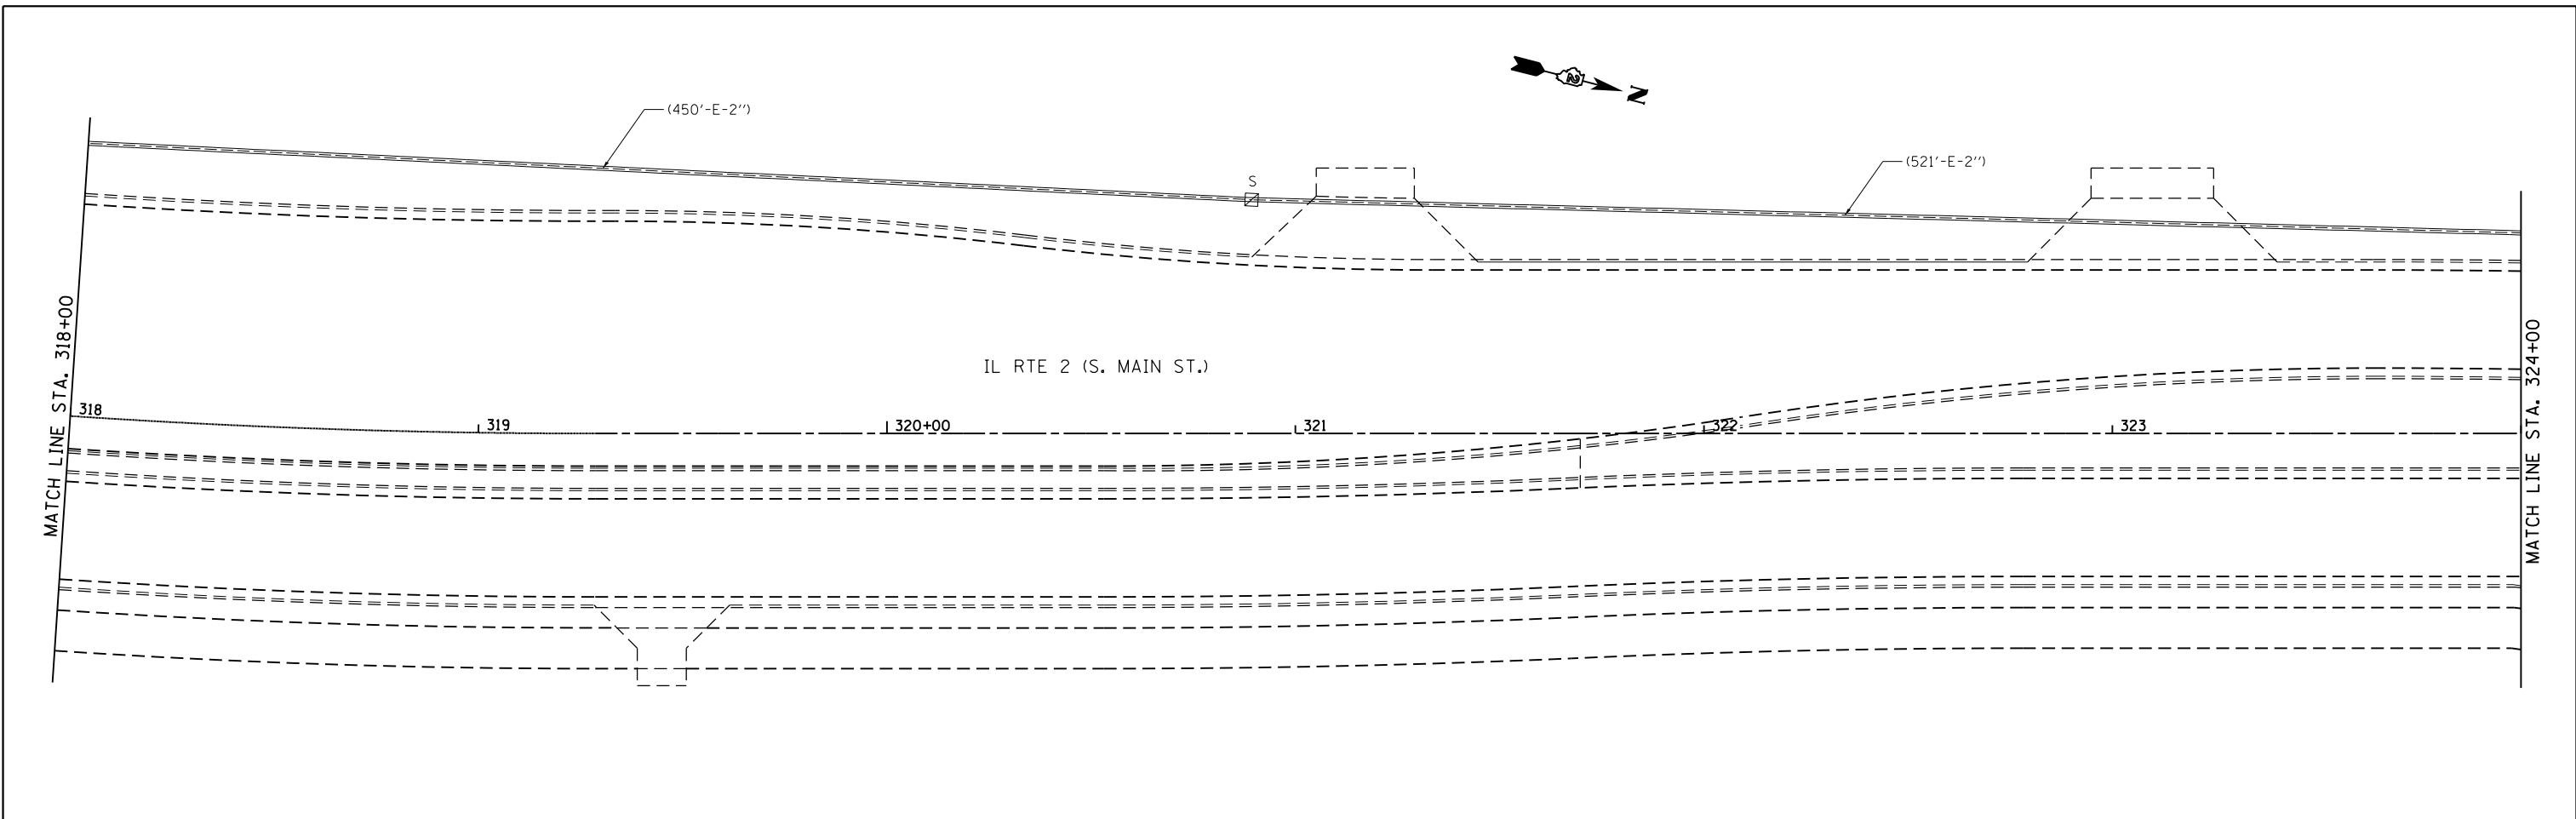 N
2
(450'-E-2'')
(521'-E-2'')
S
IL RTE 2 (S. MAIN ST.)
MATCH LINE STA. 318+00
318
319
320+00
321
322
323
MATCH LINE STA. 324+00